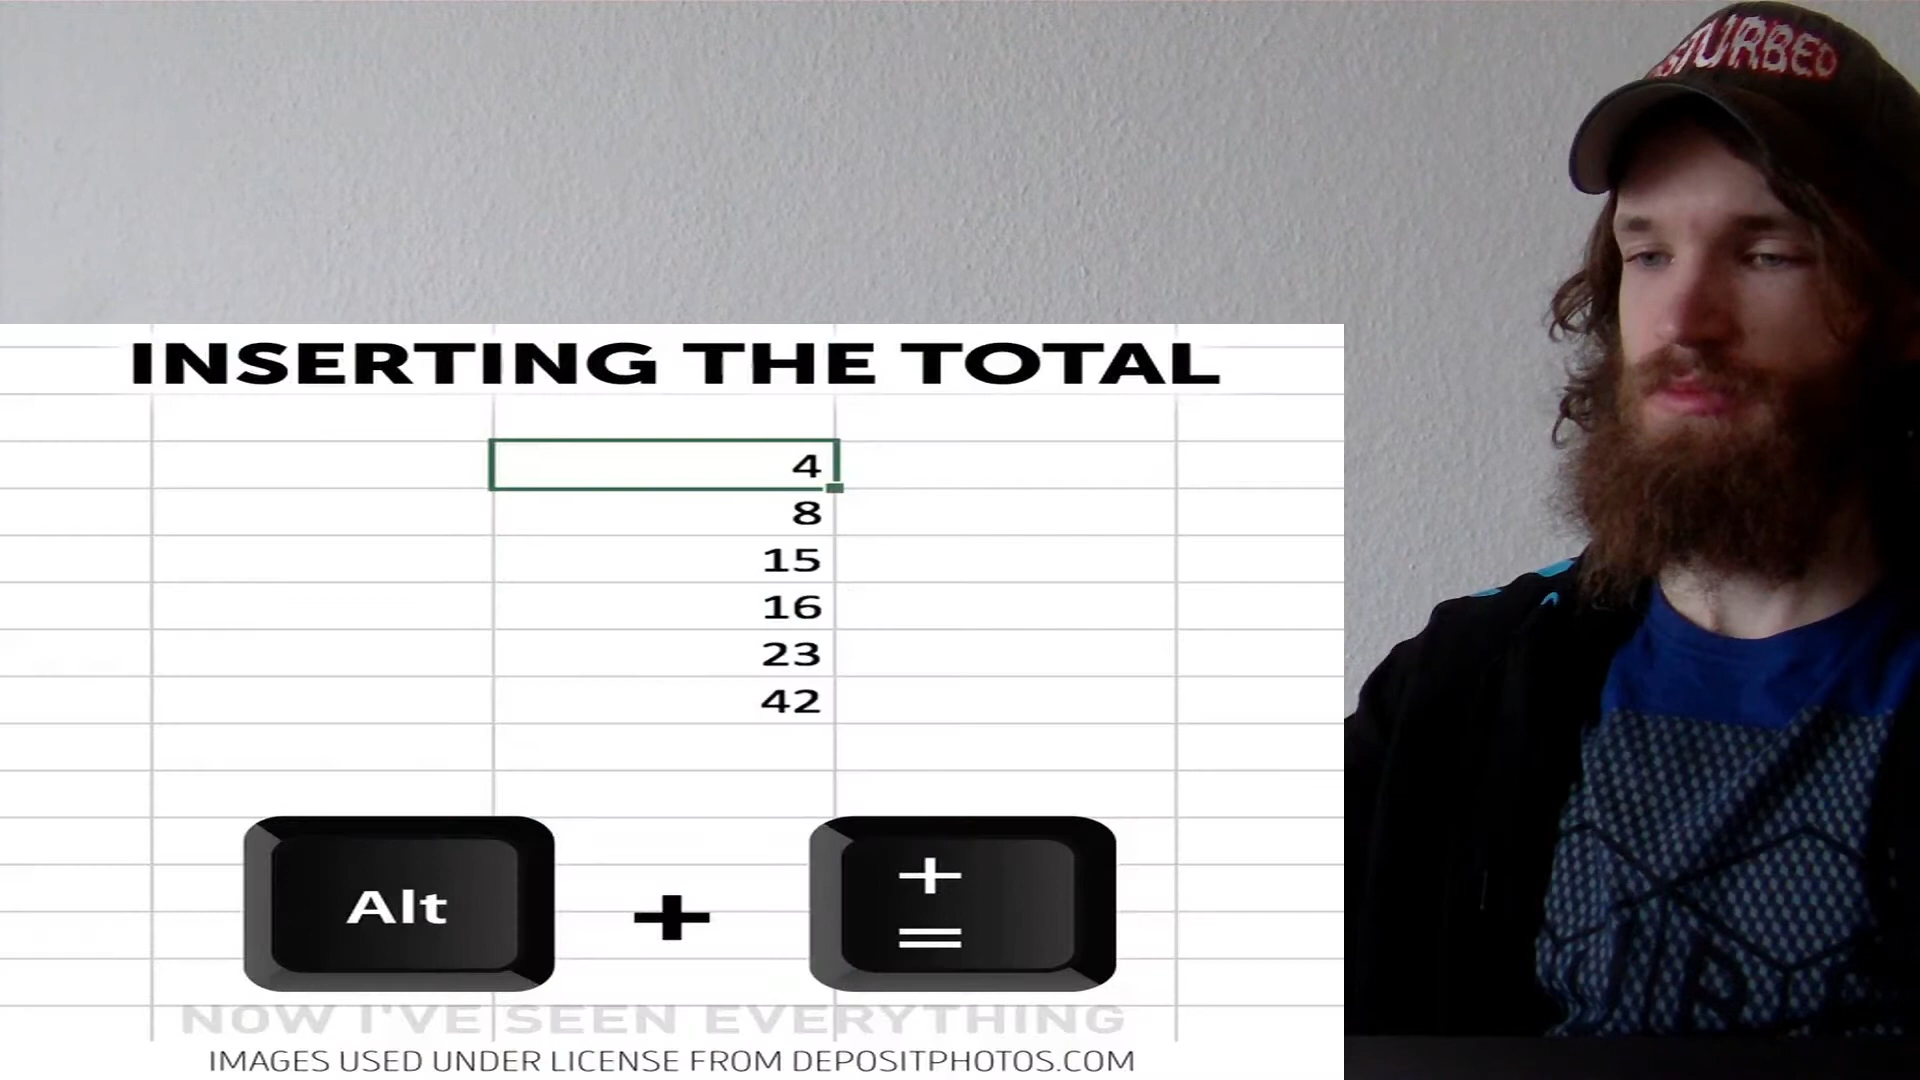 STURBED
INSERTING THE TOTAL
4
8
15
16
23
42
Alt
+
+
=
NOW I'VE SEEN EVERYTHING
IMAGES USED UNDER LICENSE FROM DEPOSITPHOTOS.COM